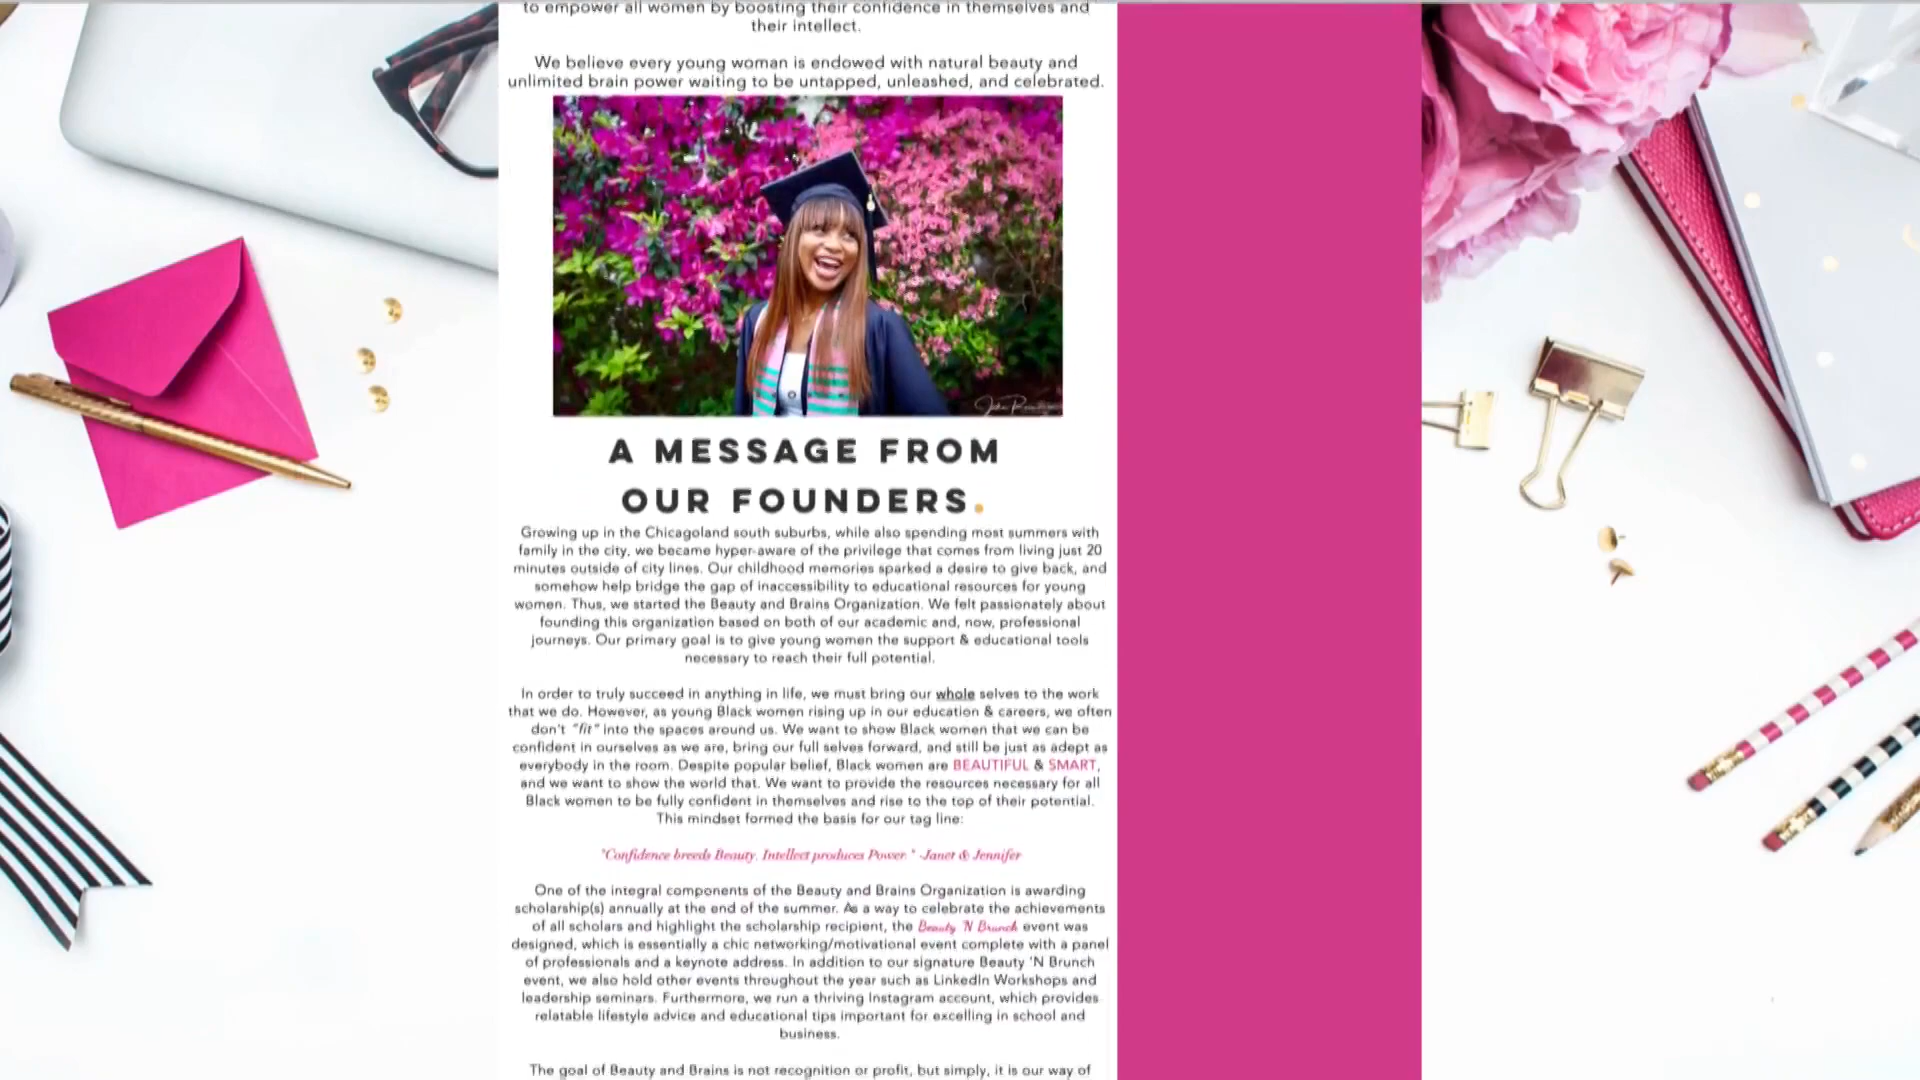 to empower all women by boosting their confidence in themselves and
their intellect.
We believe every young woman is endowed with natural beauty and
unlimited brain power waiting to be untapped, unleashed, and celebrated.
A MESSAGE FROM
OUR FOUNDERS.
Growing up in the Chicagoland south suburbs, while also spending most summers with
family in the city, we became hyper-aware of the privilege that comes from living just 20
minutes outside of city lines. Our childhood memories sparked a desire to give back, and
somehow help bridge the gap of inaccessibility to educational resources for young
women. Thus, we started the Beauty and Brains Organization. We felt passionately about
founding this organization based on both of our academic and, now, professional
journeys. Our primary goal is to give young women the support & educational tools
necessary to reach their full potential.
In order to truly succeed in anything in life, we must bring our whole selves to the work
that we do. However, as young Black women rising up in our education & careers, we often
don't "fit" into the spaces around us. We want to show Black women that we can be
confident in ourselves as we are, bring our full selves forward, and still be just as adept as
everybody in the room. Despite popular belief, Black women are BEAUTIFUL & SMART,
and we want to show the world that. We want to provide the resources necessary for all
Black women to be fully confident in themselves and rise to the top of their potential.
This mindset formed the basis for our tag line:
"Confidence breeds Beauty. Intellect produces Power." -Janet & Jennifer
One of the integral components of the Beauty and Brains Organization is awarding
scholarship(s) annually at the end of the summer. As a way to celebrate the achievements
of all scholars and highlight the scholarship recipient, the Beauty 'N Brunch event was
designed, which is essentially a chic networking/motivational event complete with a panel
of professionals and a keynote address. In addition to our signature Beauty 'N Brunch
event, we also hold other events throughout the year such as LinkedIn Workshops and
leadership seminars. Furthermore, we run a thriving Instagram account, which provides
relatable lifestyle advice and educational tips important for excelling in school and
business.
The goal of Beauty and Brains is not recognition or profit, but simply, it is our way of